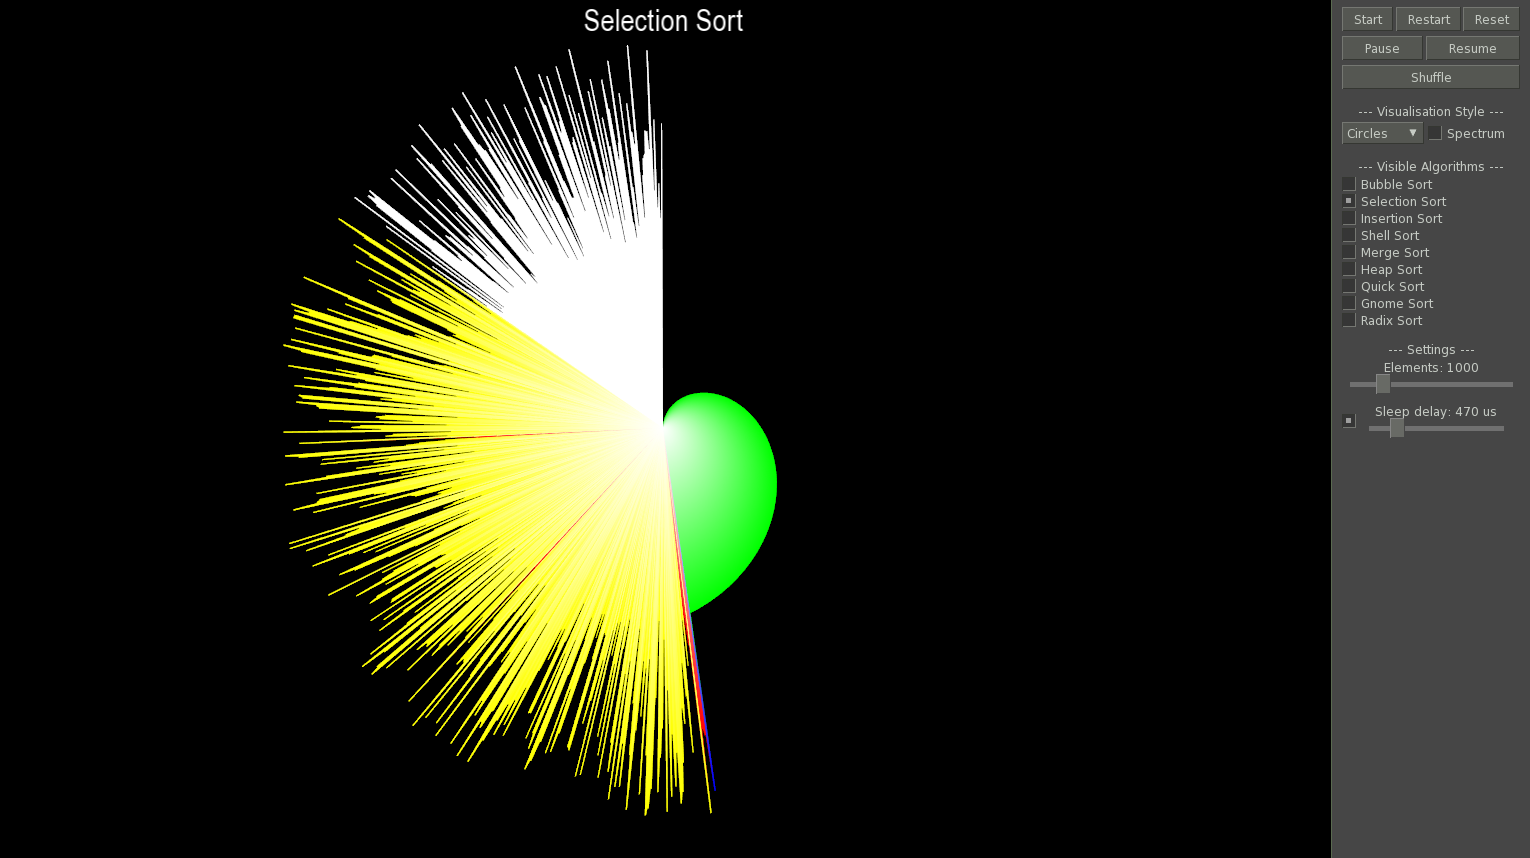 Selection Sort
Start Restart Reset
Pause Resume
Shuffle
--- Visualisation Style ---
Circles Spectrum
--- Visible Algorithms ---
Bubble Sort
Selection Sort
Insertion Sort
Shell Sort
Merge Sort
Heap Sort
Quick Sort
Gnome Sort
Radix Sort
--- Settings ---
Elements: 1000
Sleep delay: 470 us